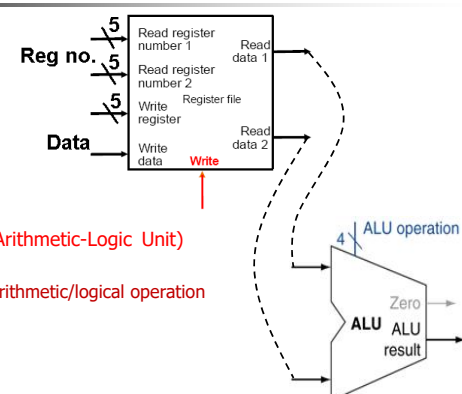 5
Reg no.
5
5
Data
Read register
number 1
Read register
number 2
Register file
Write
register
Write
data
Write
Read
data 1
Read
data 2
Arithmetic-Logic Unit)
rithmetic/logical operation
4
ALU operation
Zero
ALU
ALU
result